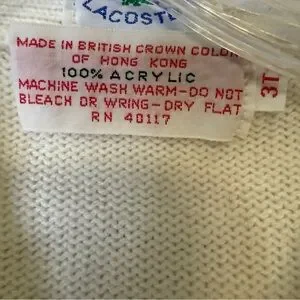 LACOSTE
MADE IN BRITISH CROWN COLONY
OF HONG KONG
100% ACRYLIC
MACHINE WASH WARM-DO NOT
BLEACH OR WRING-DRY FLAT
RN 40117
3T